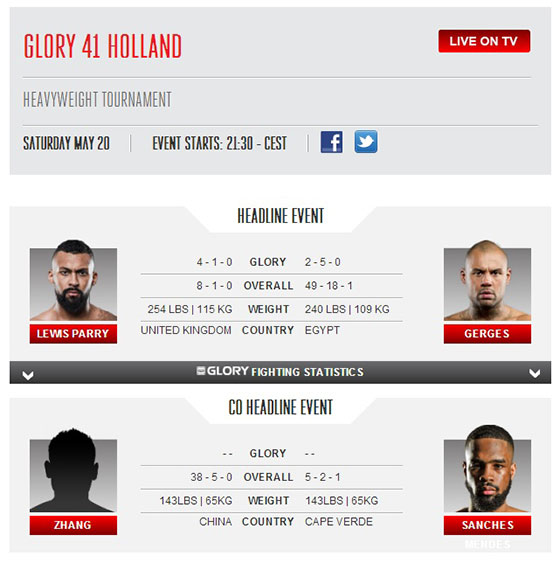 GLORY 41 HOLLAND
LIVE ON TV
HEAVYWEIGHT TOURNAMENT
SATURDAY MAY 20
EVENT STARTS: 21:30 - CEST
HEADLINE EVENT
4 - 1 - 0 GLORY 2 - 5 - 0
8 - 1 - 0 OVERALL 49 - 18 - 1
254 LBS | 115 KG WEIGHT 240 LBS | 109 KG
UNITED KINGDOM COUNTRY EGYPT
LEWIS PARRY
GERGES
GLORY FIGHTING STATISTICS
CO HEADLINE EVENT
- - GLORY - -
38 - 5 - 0 OVERALL 5 - 2 - 1
143LBS | 65KG WEIGHT 143LBS | 65KG
CHINA COUNTRY CAPE VERDE
ZHANG
SANCHES
MENDES